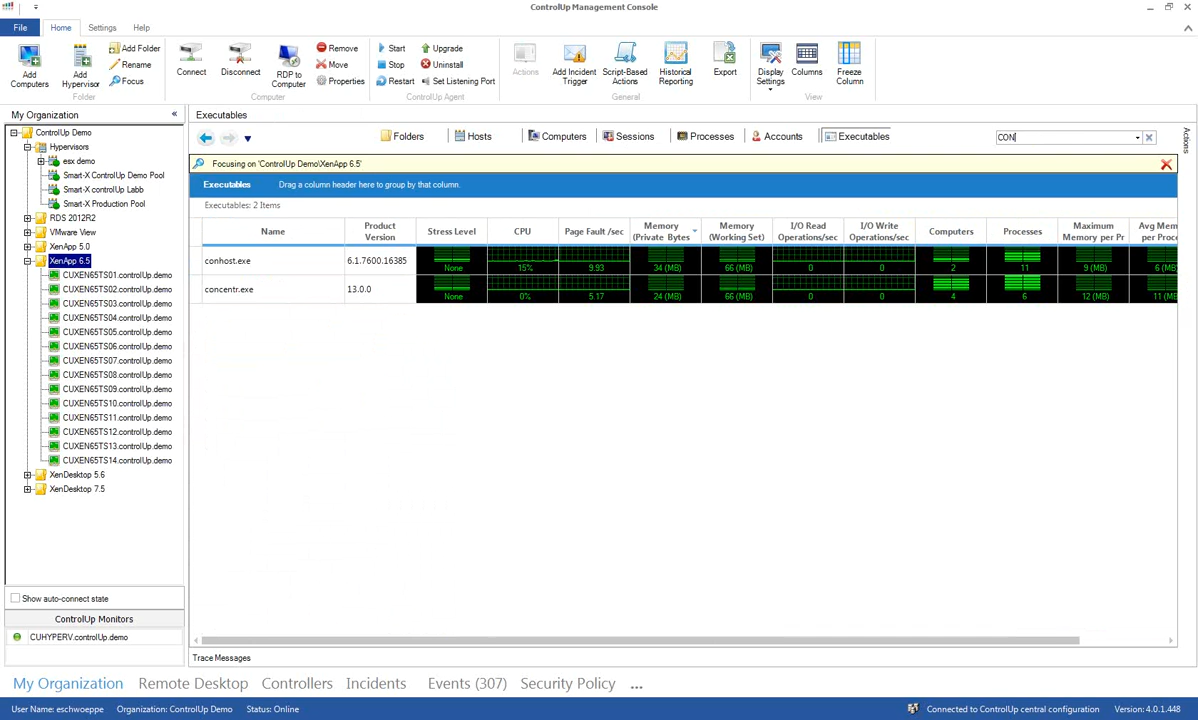 ControlUp Management Console
File Home Settings Help
Add Computers
Add Hypervisor
Add Folder
Rename
Focus
Folder
Connect
Disconnect
RDP to Computer
Remove
Move
Properties
Computer
Start
Stop
Restart
Upgrade
Uninstall
Set Listening Port
ControlUp Agent
Actions
Add Incident Trigger
Script-Based Actions
Historical Reporting
Export
General
Display Settings
Columns
Freeze Column
View
My Organization «
ControlUp Demo
Hypervisors
esx demo
Smart-X ControlUp Demo Pool
Smart-X controlUp Labb
Smart-X Production Pool
RDS 2012R2
VMware View
XenApp 5.0
XenApp 6.5
CUXEN65TS01.controlUp.demo
CUXEN65TS02.controlUp.demo
CUXEN65TS03.controlUp.demo
CUXEN65TS04.controlUp.demo
CUXEN65TS05.controlUp.demo
CUXEN65TS06.controlUp.demo
CUXEN65TS07.controlUp.demo
CUXEN65TS08.controlUp.demo
CUXEN65TS09.controlUp.demo
CUXEN65TS10.controlUp.demo
CUXEN65TS11.controlUp.demo
CUXEN65TS12.controlUp.demo
CUXEN65TS13.controlUp.demo
CUXEN65TS14.controlUp.demo
XenDesktop 5.6
XenDesktop 7.5
Show auto-connect state
ControlUp Monitors
CUHYPERV.controlUp.demo
Executables
Folders Hosts Computers Sessions Processes Accounts Executables CON
Actions
Focusing on 'ControlUp Demo\XenApp 6.5'
Executables Drag a column header here to group by that column.
Executables: 2 Items
Name Product Version Stress Level CPU Page Fault /sec Memory (Private Bytes Memory (Working Set) I/O Read Operations/sec I/O Write Operations/sec Computers Processes Maximum Memory per Pr Avg Mem per Proce
conhost.exe 6.1.7600.16385 None 15% 9.93 34 (MB) 66 (MB) 0 0 2 11 9 (MB) 6 (MB)
concentr.exe 13.0.0 None 0% 5.17 24 (MB) 66 (MB) 0 0 4 6 12 (MB) 11 (MB)
Trace Messages
My Organization Remote Desktop Controllers Incidents Events (307) Security Policy ...
User Name: eschwoeppe Organization: ControlUp Demo Status: Online Connected to ControlUp central configuration Version: 4.0.1.448